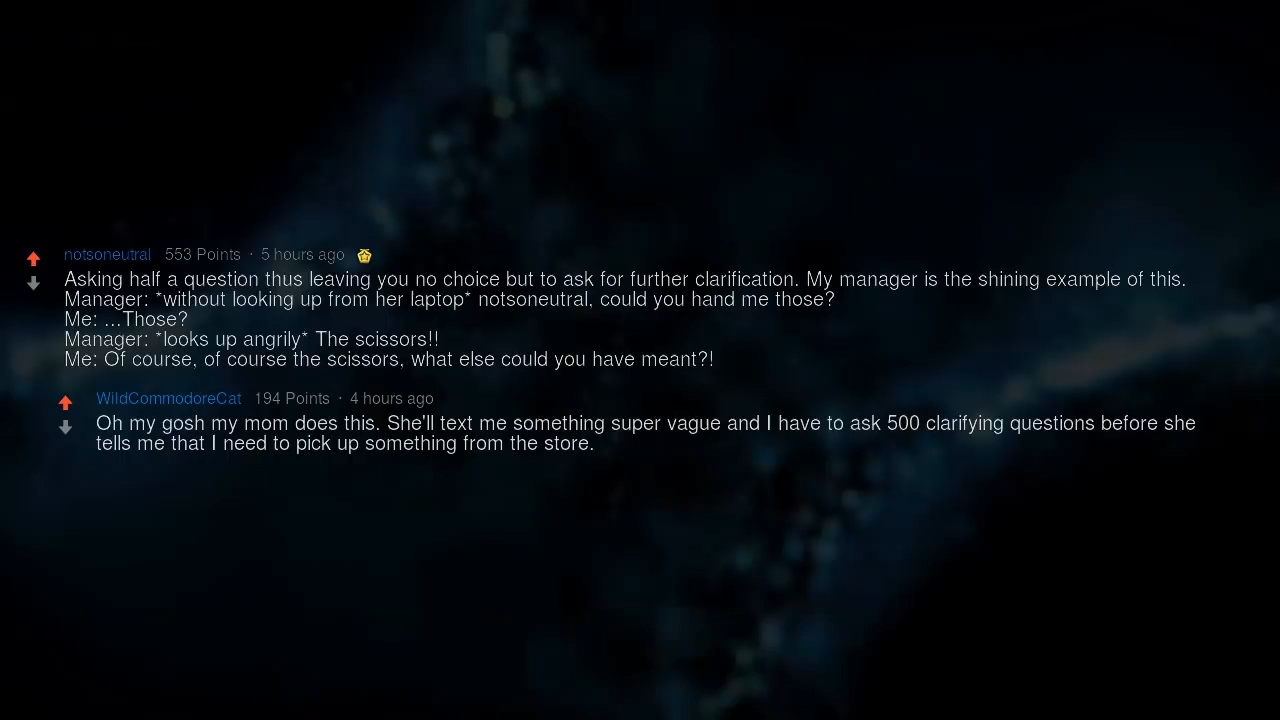 notsoneutral 553 Points · 5 hours ago
Asking half a question thus leaving you no choice but to ask for further clarification. My manager is the shining example of this.
Manager: *without looking up from her laptop* notsoneutral, could you hand me those?
Me: ...Those?
Manager: *looks up angrily* The scissors!!
Me: Of course, of course the scissors, what else could you have meant?!
WildCommodoreCat 194 Points · 4 hours ago
Oh my gosh my mom does this. She'll text me something super vague and I have to ask 500 clarifying questions before she
tells me that I need to pick up something from the store.